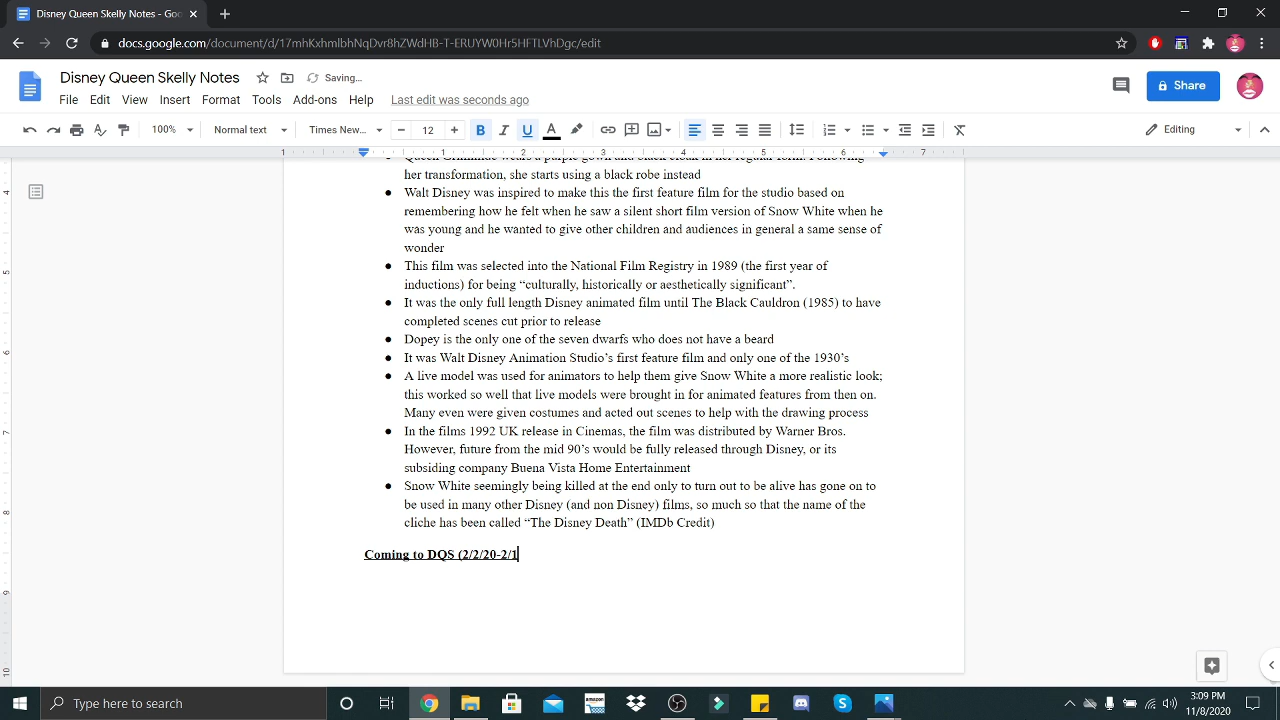 Disney Queen Skelly Notes - Goo
docs.google.com/document/d/17mhKxhmlbhNqDvr8hZWdHB-T-ERUYW0Hr5HFTLVhDgc/edit
Disney Queen Skelly Notes
Saving...
File Edit View Insert Format Tools Add-ons Help Last edit was seconds ago
Share
100% Normal text Times New... 12 B I U A Editing
1 1 2 3 4 5 6 7
her transformation, she starts using a black robe instead
● Walt Disney was inspired to make this the first feature film for the studio based on
remembering how he felt when he saw a silent short film version of Snow White when he
was young and he wanted to give other children and audiences in general a same sense of
wonder
● This film was selected into the National Film Registry in 1989 (the first year of
inductions) for being “culturally, historically or aesthetically significant”.
● It was the only full length Disney animated film until The Black Cauldron (1985) to have
completed scenes cut prior to release
● Dopey is the only one of the seven dwarfs who does not have a beard
● It was Walt Disney Animation Studio’s first feature film and only one of the 1930’s
● A live model was used for animators to help them give Snow White a more realistic look;
this worked so well that live models were brought in for animated features from then on.
Many even were given costumes and acted out scenes to help with the drawing process
● In the films 1992 UK release in Cinemas, the film was distributed by Warner Bros.
However, future from the mid 90’s would be fully released through Disney, or its
subsiding company Buena Vista Home Entertainment
● Snow White seemingly being killed at the end only to turn out to be alive has gone on to
be used in many other Disney (and non Disney) films, so much so that the name of the
cliche has been called “The Disney Death” (IMDb Credit)
Coming to DQS (2/2/20-2/1
4
5
6
7
8
9
10
Type here to search
amazon
3:09 PM
11/8/2020